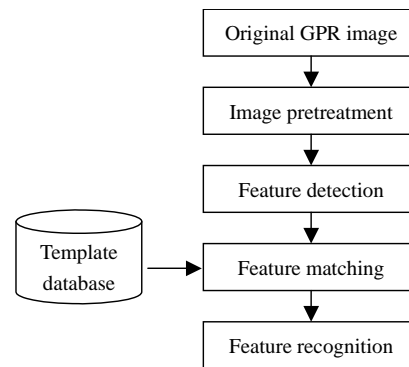 Original GPR image
Image pretreatment
Feature detection
Template
database
Feature matching
Feature recognition